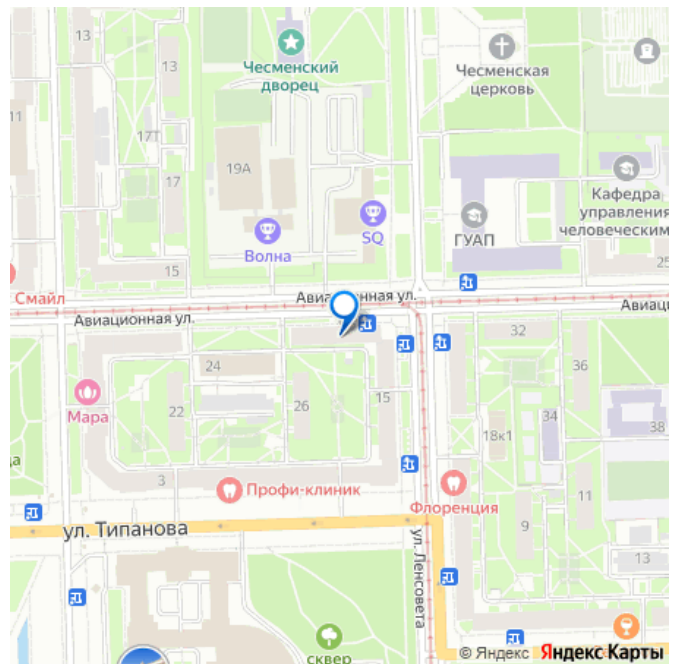 13
13
Чесменский
дворец
Чесменская
церковь
11
17Т
19А
17
Кафедра
управления
человеческим
Волна
SQ
ГУАП
15
25
Смайл
Авиационная ул.
Авиац
Авиационная ул.
32
24
36
Мара
22
26
15
34
38
18к1
3
Профи-клиник
Флоренция
11
ул. Типанова
9
ул. Ленсовета
13
сквер
© Яндекс Яндекс Карты